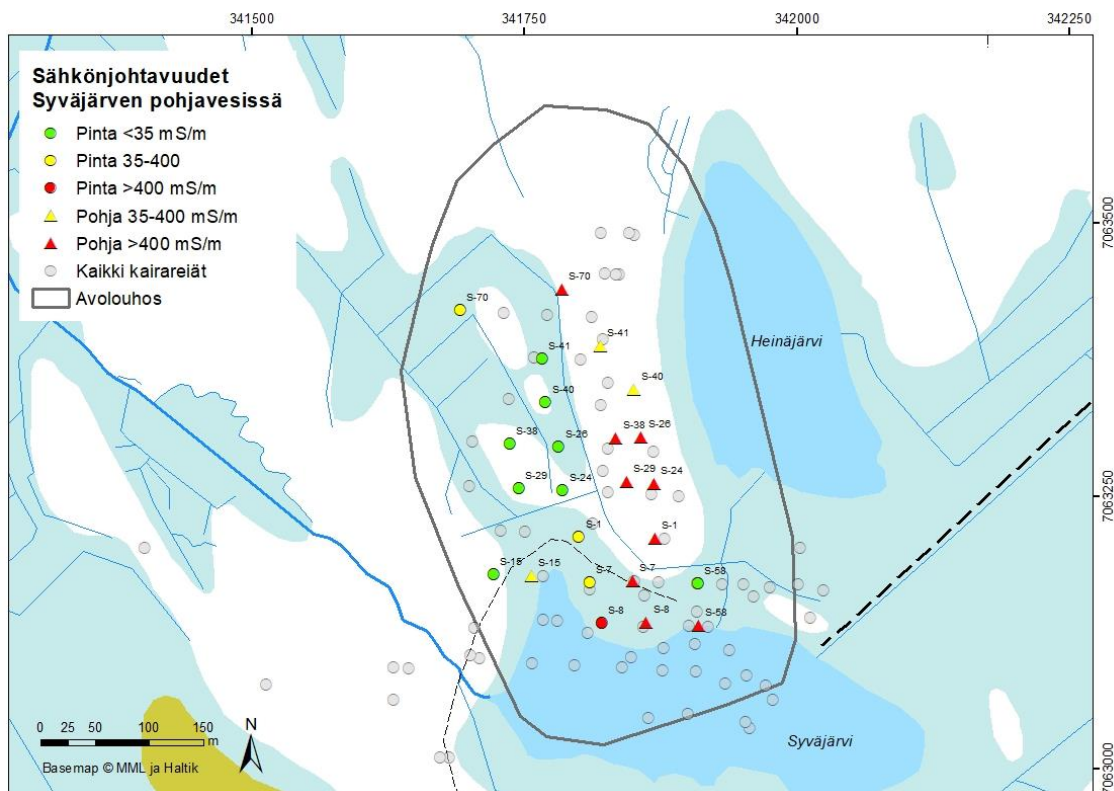 341500
341750
342000
342250
Sähkönjohtavuudet
Syväjärven pohjavesissä
Pinta <35 mS/m
Pinta 35-400
Pinta >400 mS/m
Pohja 35-400 mS/m
Pohja >400 mS/m
Kaikki kairareiät
Avolouhos
7063500
7063250
7063000
S-70
S-70
S-41
S-41
Heinäjärvi
S-40
S-40
S-38
S-26
S-38
S-26
S-29
S-24
S-29
S-24
S-1
S-1
S-15
S-15
S-7
S-7
S-58
S-8
S-8
S-58
Syväjärvi
0 25 50 100 150
m
N
Basemap © MML ja Haltik